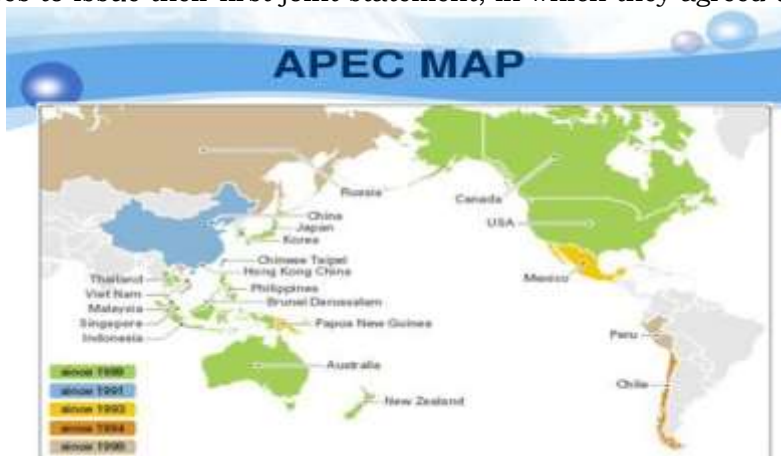 es to issue their first joint statement, in which they agreed
APEC MAP
Russia
Canada
China
USA
Japan
Korea
Chinese Taipei
Hong Kong China
Thailand
Philippines
Mexico
Viet Nam
Brunei Darussalam
Malaysia
Singapore
Papua New Guinea
Indonesia
Peru
Australia
since 1989
Chile
since 1991
New Zealand
since 1993
since 1994
since 1998